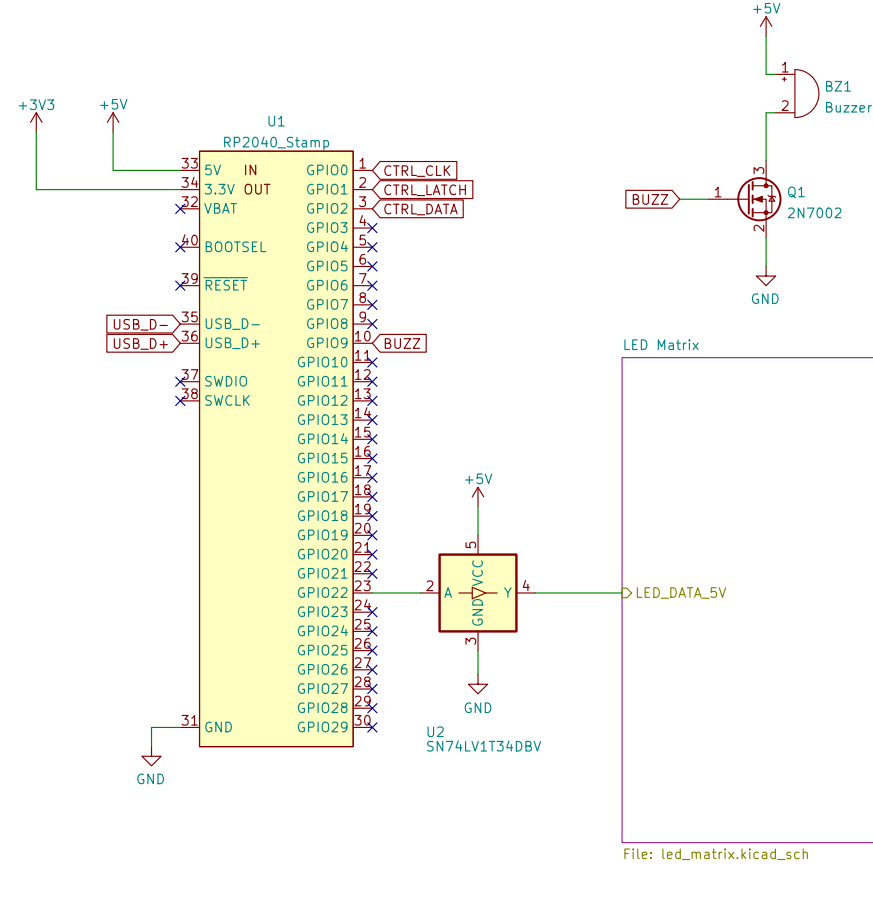 +5V
1
+
BZ1
2
Buzzer
3
BUZZ
1
Q1
2N7002
2
GND
+3V3
+5V
U1
RP2040_Stamp
33 5V IN GPIO0 1 CTRL_CLK
34 3.3V OUT GPIO1 2 CTRL_LATCH
32 VBAT GPIO2 3 CTRL_DATA
GPIO3 4
40 BOOTSEL GPIO4 5
GPIO5 6
39 RESET GPIO6 7
GPIO7 8
USB_D- 35 USB_D- GPIO8 9
USB_D+ 36 USB_D+ GPIO9 10 BUZZ
GPIO10 11
37 SWDIO GPIO11 12
38 SWCLK GPIO12 13
GPIO13 14
GPIO14 15
GPIO15 16
GPIO16 17
GPIO17 18
GPIO18 19
GPIO19 20
GPIO20 21
GPIO21 22
GPIO22 23
GPIO23 24
GPIO24 25
GPIO25 26
GPIO26 27
GPIO27 28
GPIO28 29
31 GND GPIO29 30
GND
+5V
5
VCC
2 A Y 4
GND
3
GND
U2
SN74LV1T34DBV
LED Matrix
LED_DATA_5V
File: led_matrix.kicad_sch